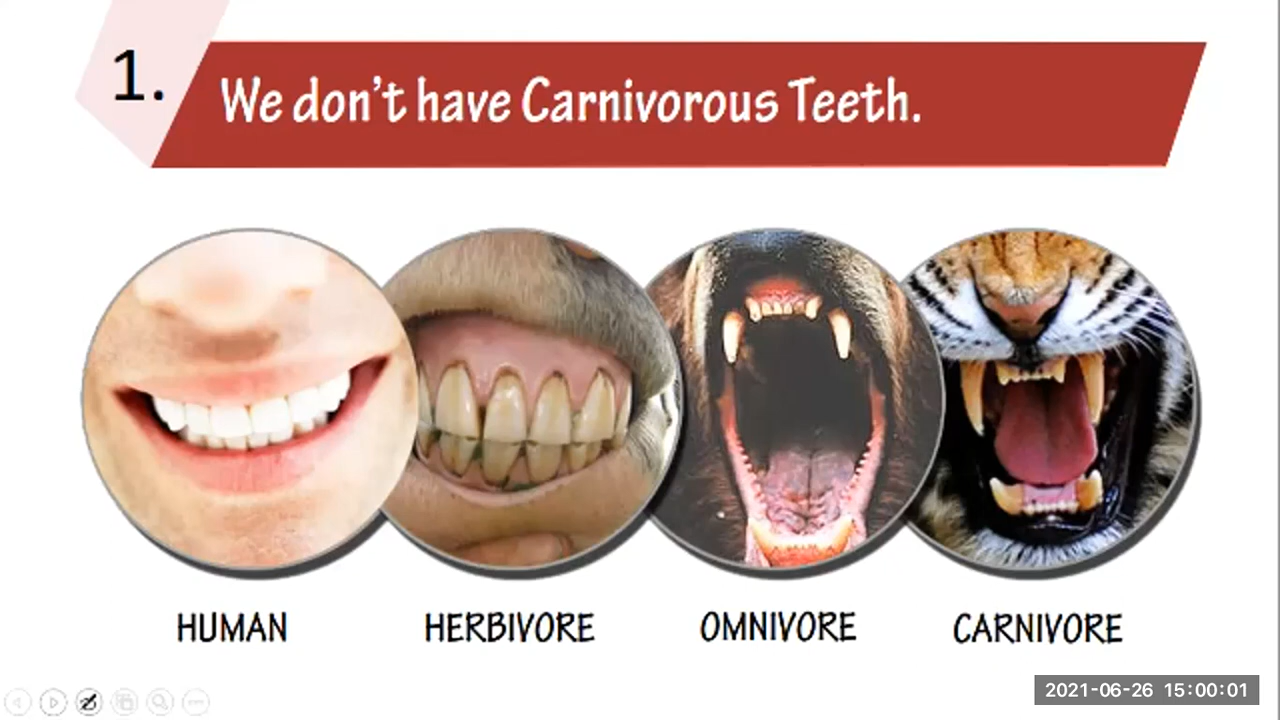 1.
We don't have Carnivorous Teeth.
HUMAN
HERBIVORE
OMNIVORE
CARNIVORE
2021-06-26 15:00:01